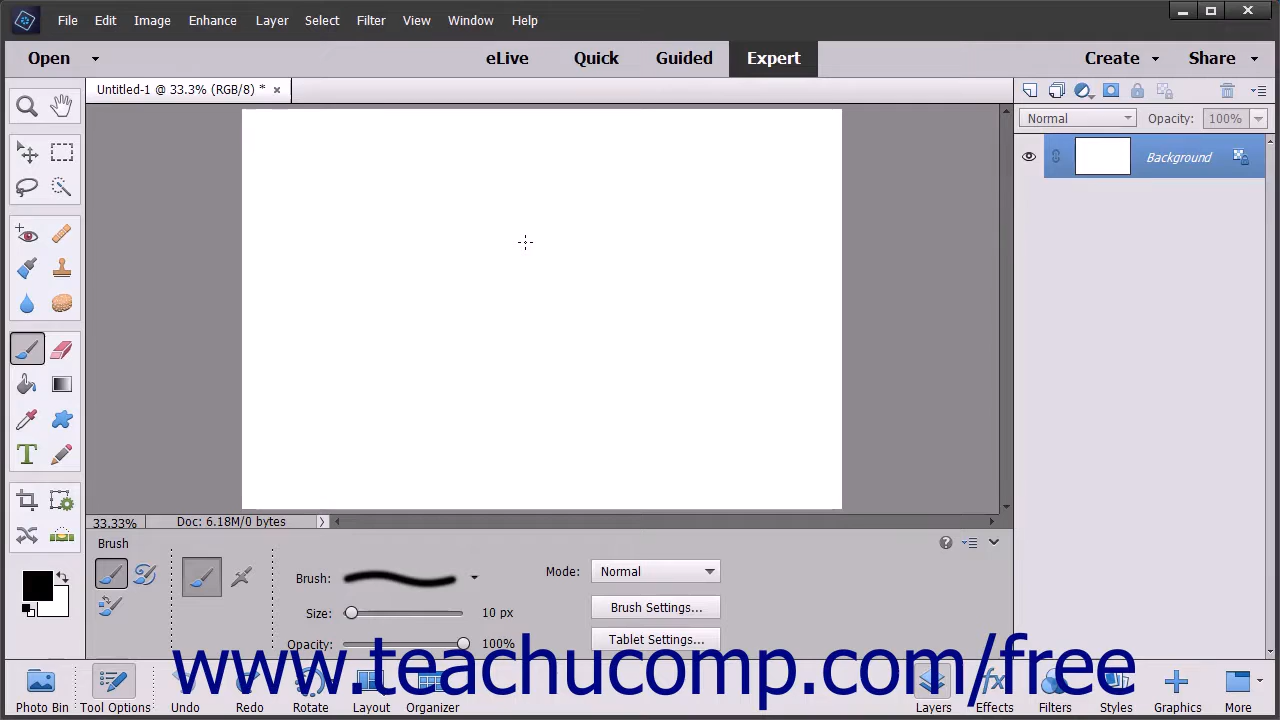 File Edit Image Enhance Layer Select Filter View Window Help
Open eLive Quick Guided Expert Create Share
Untitled-1 @ 33.3% (RGB/8) * ×
Normal Opacity: 100%
Background
T
33.33% Doc: 6.18M/0 bytes
Brush
Brush: Mode: Normal
Size: 10 px Brush Settings...
Opacity: 100% Tablet Settings...
www.teachucomp.com/free
Photo Bin Tool Options Undo Redo Rotate Layout Organizer Layers Effects Filters Styles Graphics More